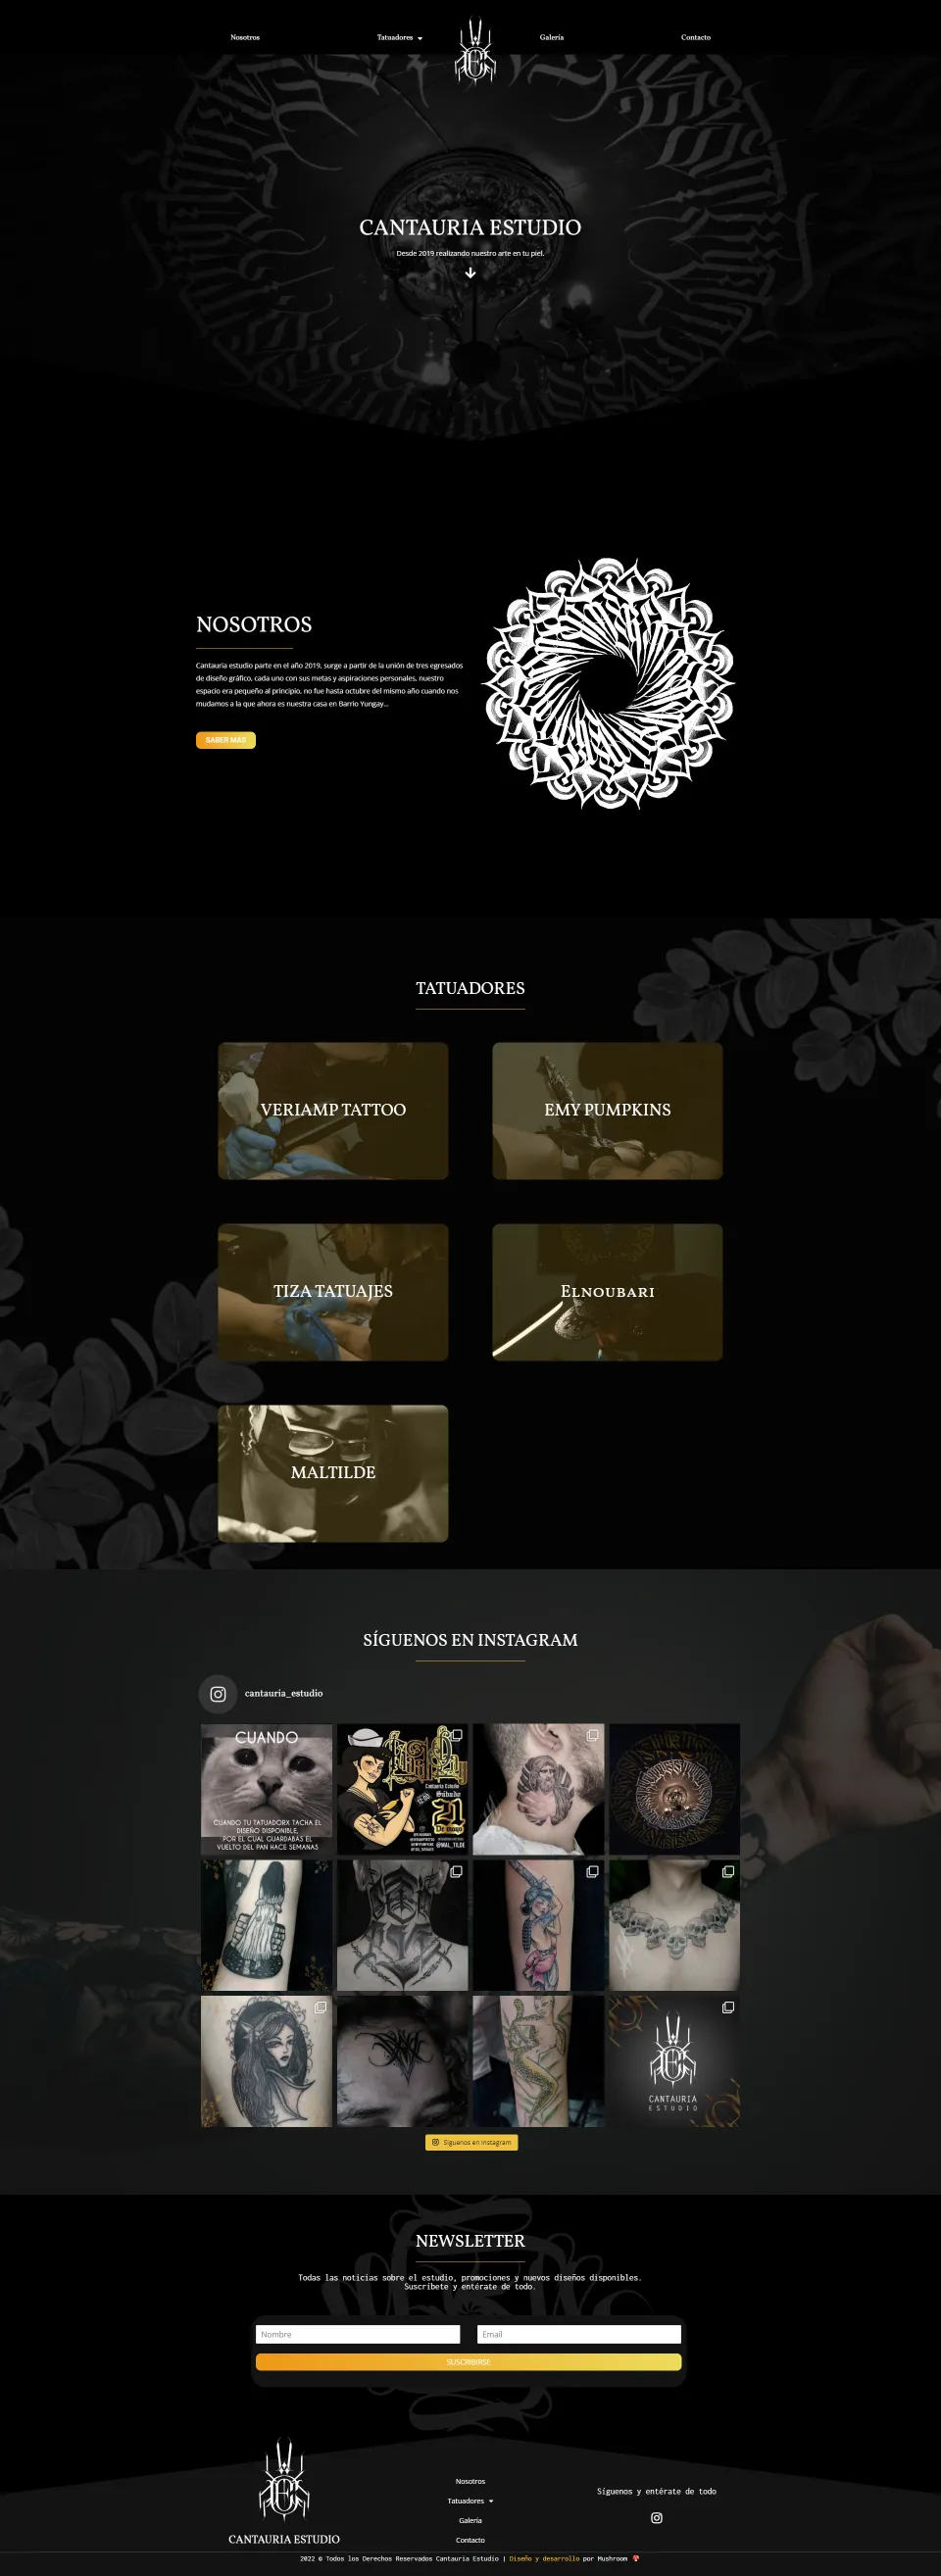 Nosotros
Tatuadores
Galería
Contacto
CANTAURIA ESTUDIO
Desde 2019 realizando nuestro arte en tu piel.
NOSOTROS
Cantauria estudio parte en el año 2019, surge a partir de la unión de tres egresados
de diseño gráfico, cada uno con sus metas y aspiraciones personales, nuestro
espacio era pequeño al principio, no fue hasta octubre del mismo año cuando nos
mudamos a la que ahora es nuestra casa en Barrio Yungay...
SABER MAS
TATUADORES
VERIAMP TATTOO
EMY PUMPKINS
TIZA TATUAJES
ELNOUBARI
MALTILDE
SÍGUENOS EN INSTAGRAM
cantauria_estudio
CUANDO
CUANDO TU TATUADORX TACHA EL
DISEÑO DISPONIBLE,
POR EL CUAL GUARDABAS EL
VUELTO DEL PAN HACE SEMANAS
Cantauria Estudio
Sábado
21
De mayo
@MAL_TILDE
CANTAURIA
ESTUDIO
Síguenos en Instagram
NEWSLETTER
Todas las noticias sobre el estudio, promociones y nuevos diseños disponibles.
Suscribete y entérate de todo.
Nombre
Email
SUSCRIBIRSE
CANTAURIA ESTUDIO
Nosotros
Tatuadores
Galería
Contacto
Síguenos y entérate de todo
2022 © Todos los Derechos Reservados Cantauria Estudio | Diseño y desarrollo por Mushroom 🍄